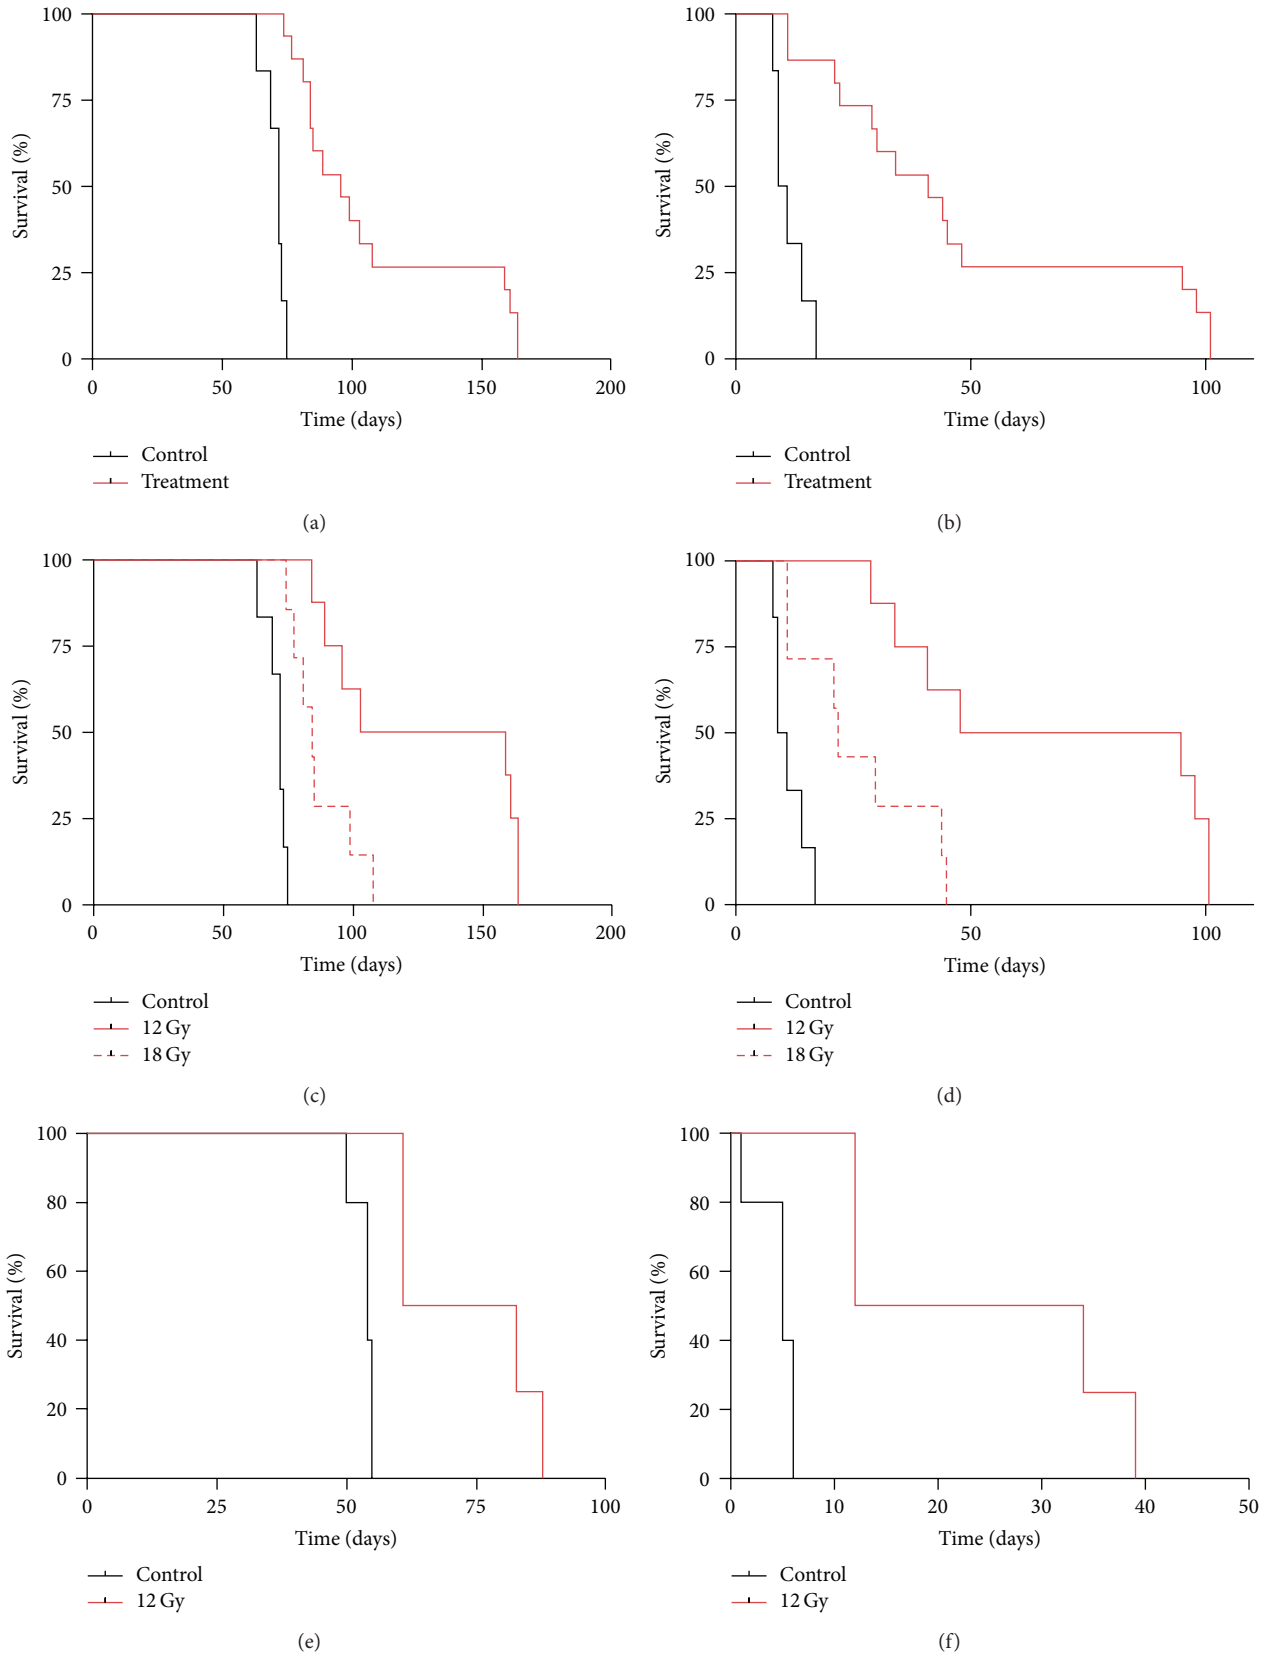 100
75
50
25
0
Survival (%)
0 50 100 150 200
Time (days)
Control
Treatment
(a)
100
75
50
25
0
Survival (%)
0 50 100
Time (days)
Control
Treatment
(b)
100
75
50
25
0
Survival (%)
0 50 100 150 200
Time (days)
Control
12 Gy
18 Gy
(c)
100
75
50
25
0
Survival (%)
0 50 100
Time (days)
Control
12 Gy
18 Gy
(d)
100
80
60
40
20
0
Survival (%)
0 25 50 75 100
Time (days)
Control
12 Gy
(e)
100
80
60
40
20
0
Survival (%)
0 10 20 30 40 50
Time (days)
Control
12 Gy
(f)